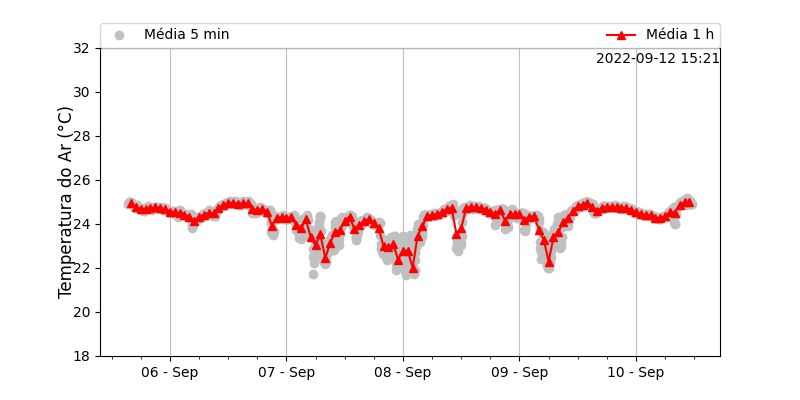 Média 5 min
Média 1 h
2022-09-12 15:21
Temperatura do Ar (°C)
32
30
28
26
24
22
20
18
06 - Sep
07 - Sep
08 - Sep
09 - Sep
10 - Sep